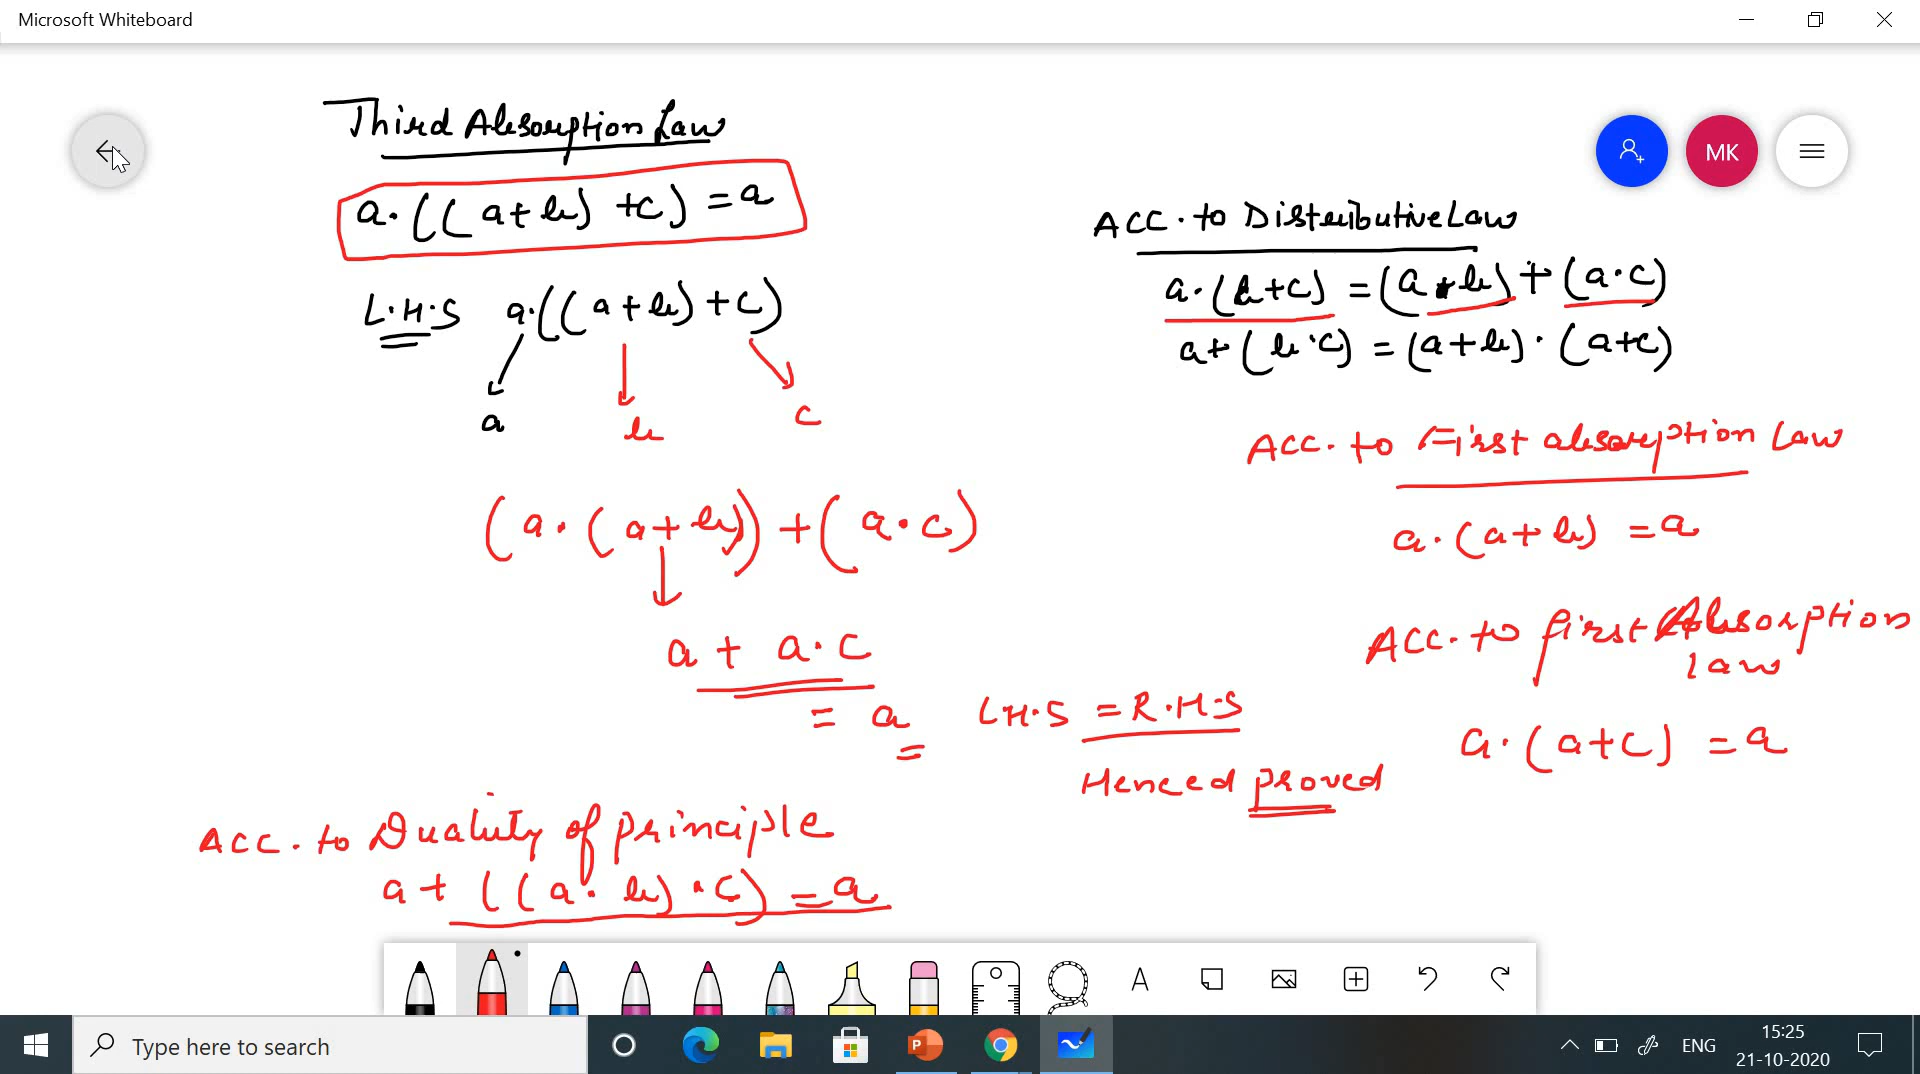 Microsoft Whiteboard
Third Absorption Law
a·((a+b)+c) = a
L.H.S a·((a+b)+c)
a b c
(a·(a+b))+(a·c)
a + a·c
= a
L.H.S = R.H.S
Henced proved
ACC. to Duality of principle
a+((a·b)·c) = a
MK
ACC. to Distributive Law
a·(b+c) = (a·b)+(a·c)
a+(b·c) = (a+b)·(a+c)
ACC. to First absorption Law
a·(a+b) = a
ACC. to first Absorption
law
a·(a+c) = a
A
Type here to search
ENG
15:25
21-10-2020